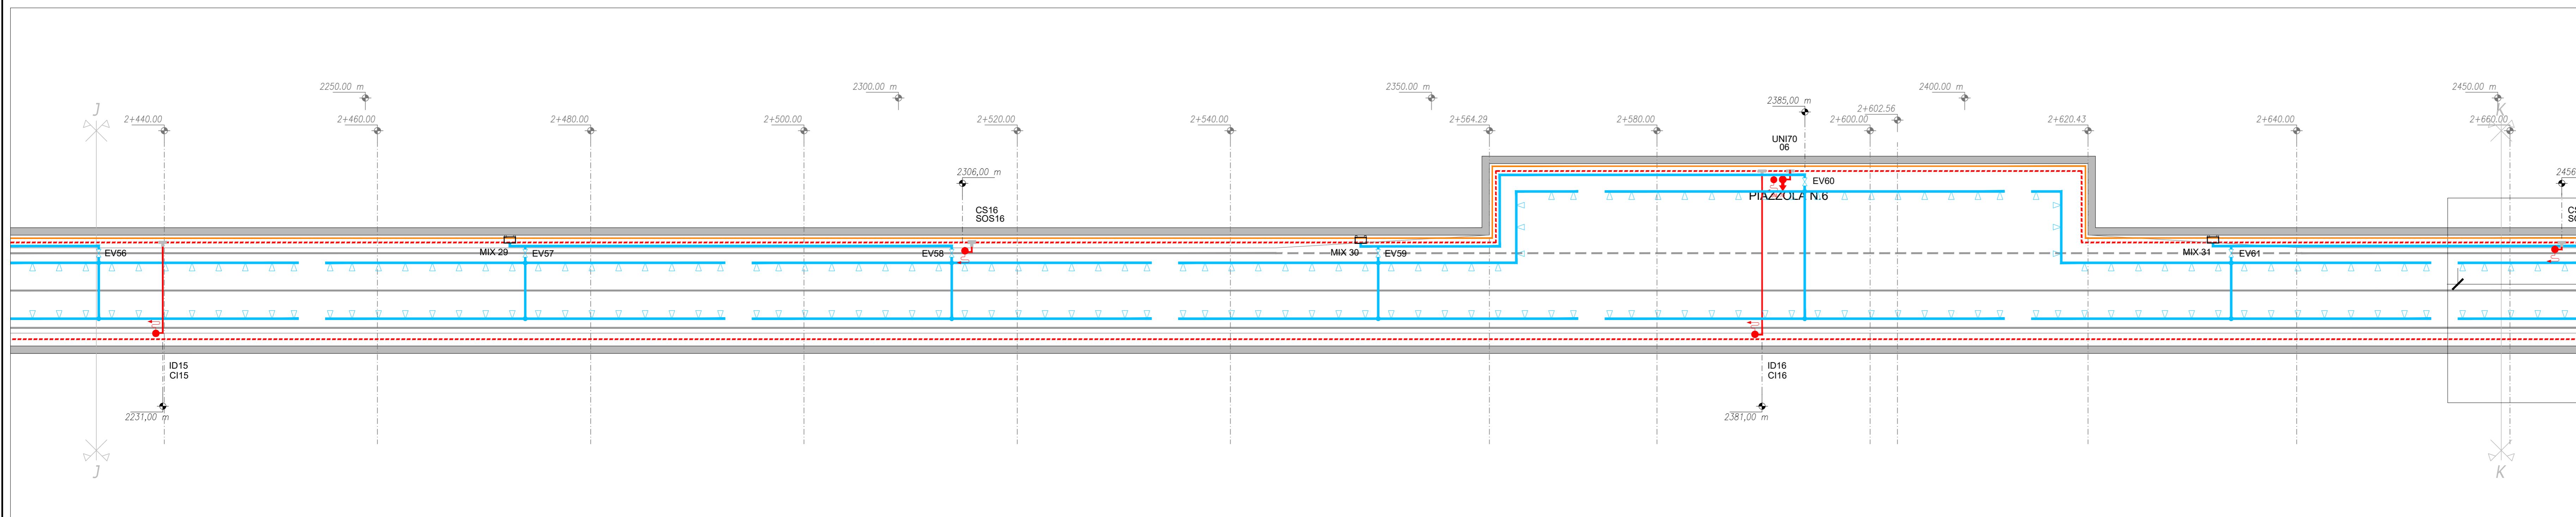 2250.00 m
2300.00 m
2350.00 m
2400.00 m
2450.00 m
J
K
2385,00 m
2+602.56
2+440.00
2+460.00
2+480.00
2+500.00
2+520.00
2+540.00
2+564.29
2+580.00
2+600.00
2+620.43
2+640.00
2+660.00
UNI70
06
2306,00 m
2456
EV60
PIAZZOLA N.6
CS16
SOS16
CS
SO
EV56
MIX 29
EV57
EV58
MIX 30
EV59
MIX 31
EV61
ID15
CI15
ID16
CI16
2231,00 m
2381,00 m
J
K